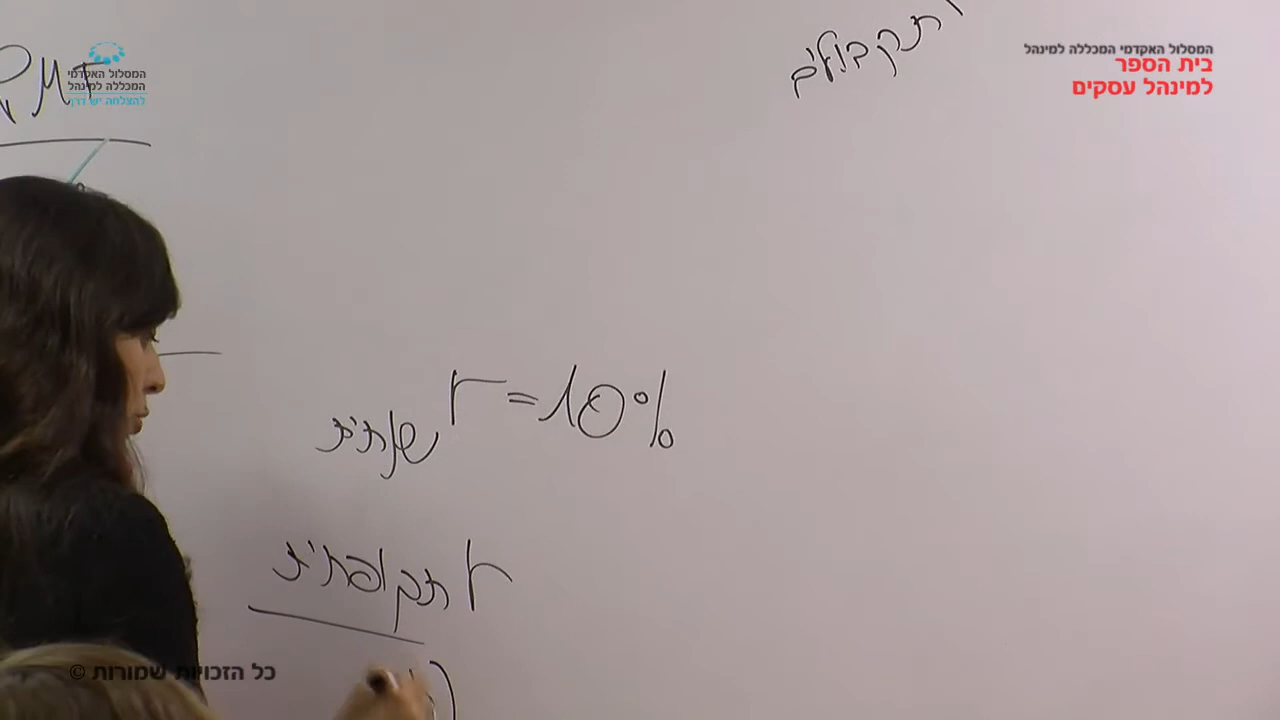 המסלול האקדמי המכללה למינהל
בית הספר
למינהל עסקים
תקבולים
PMT
המסלול האקדמי
המכללה למינהל
להצלחה יש דרך
שנתית r = 10%
r תקופתית
© כל הזכויות שמורות